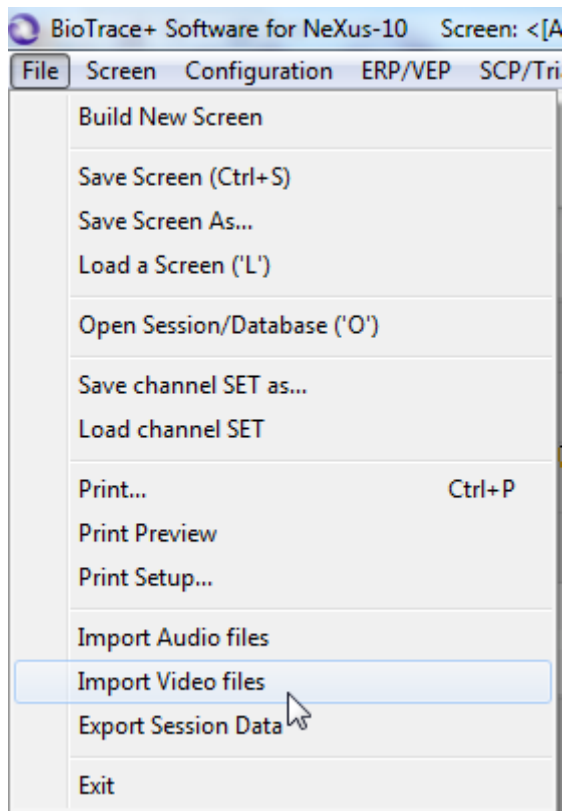 BioTrace+ Software for NeXus-10 Screen: <[A
File Screen Configuration ERP/VEP SCP/Tri
Build New Screen
Save Screen (Ctrl+S)
Save Screen As...
Load a Screen ('L')
Open Session/Database ('O')
Save channel SET as...
Load channel SET
Print... Ctrl+P
Print Preview
Print Setup...
Import Audio files
Import Video files
Export Session Data
Exit